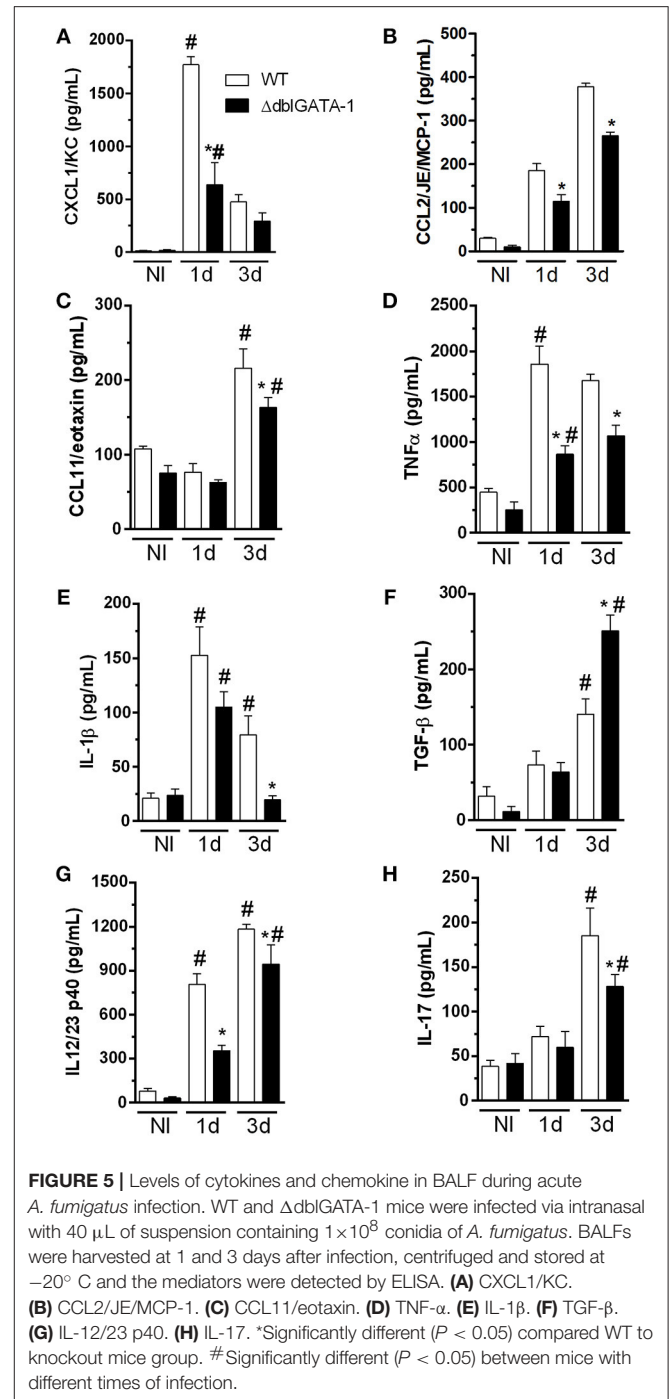 A
CXCL1/KC (pg/mL)
2000
1500
1000
500
0
#
*#
WT
ΔdblGATA-1
NI 1d 3d
B
CCL2/JE/MCP-1 (pg/mL)
400
300
200
100
0
*
*
NI 1d 3d
C
CCL11/eotaxin (pg/mL)
300
200
100
0
#
* #
NI 1d 3d
D
TNFα (pg/mL)
2500
2000
1500
1000
500
0
#
* #
*
NI 1d 3d
E
IL-1β (pg/mL)
200
150
100
50
0
#
#
#
*
NI 1d 3d
F
TGF-β (pg/mL)
300
200
100
0
#
*#
NI 1d 3d
G
IL12/23 p40 (pg/mL)
1500
1200
900
600
300
0
#
*
#
*#
NI 1d 3d
H
IL-17 (pg/mL)
250
200
150
100
50
0
#
*#
NI 1d 3d
FIGURE 5 | Levels of cytokines and chemokine in BALF during acute
A. fumigatus infection. WT and ΔdblGATA-1 mice were infected via intranasal
with 40 μL of suspension containing 1×10⁸ conidia of A. fumigatus. BALFs
were harvested at 1 and 3 days after infection, centrifuged and stored at
−20° C and the mediators were detected by ELISA. (A) CXCL1/KC.
(B) CCL2/JE/MCP-1. (C) CCL11/eotaxin. (D) TNF-α. (E) IL-1β. (F) TGF-β.
(G) IL-12/23 p40. (H) IL-17. *Significantly different (P < 0.05) compared WT to
knockout mice group. #Significantly different (P < 0.05) between mice with
different times of infection.